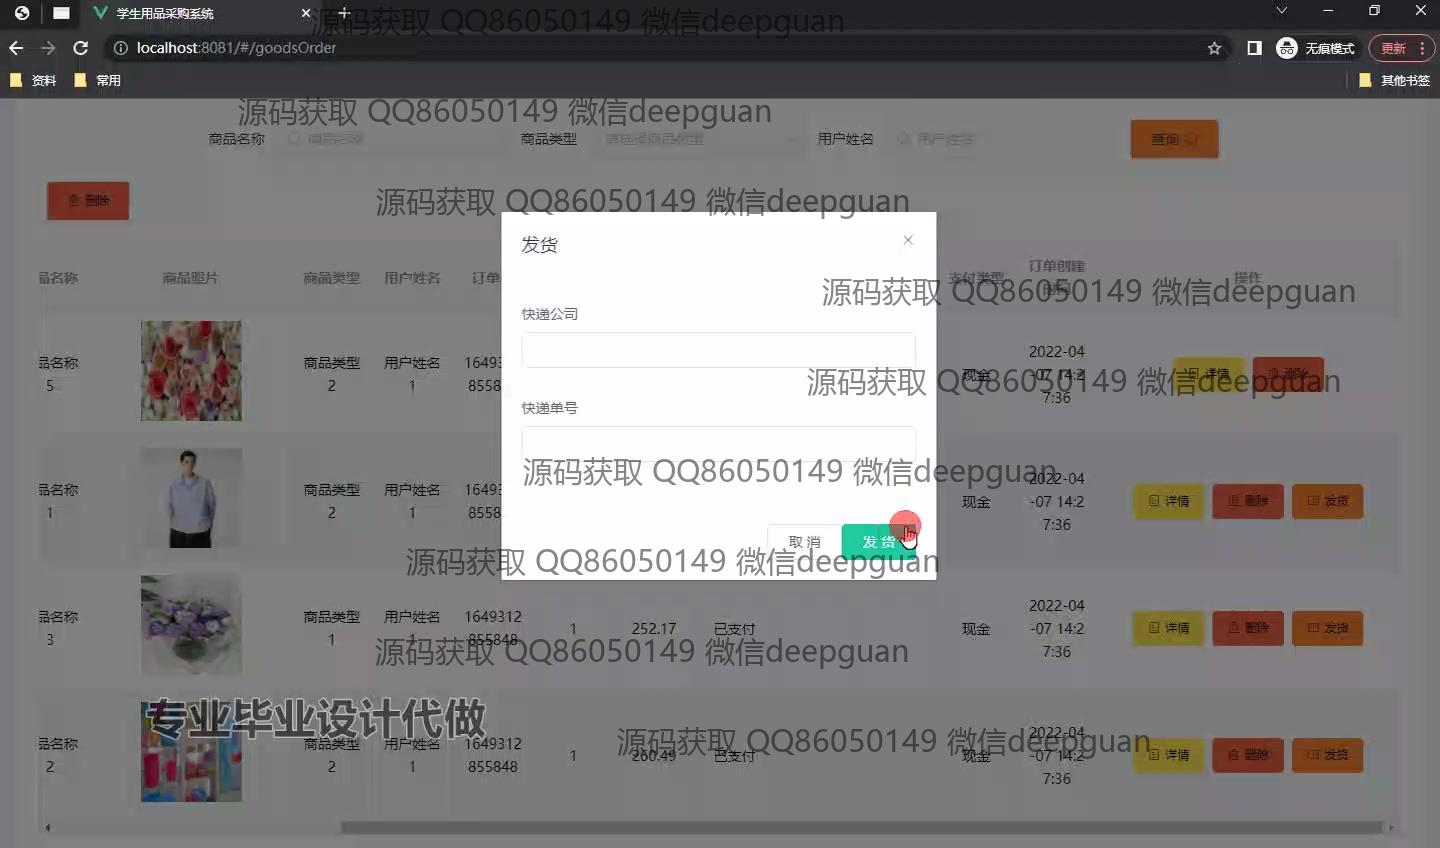 学生用品采购系统
源码获取 QQ86050149 微信deepguan
localhost:8081/#/goodsOrder
无痕模式
更新
资料
常用
其他书签
源码获取 QQ86050149 微信deepguan
商品名称
商品名称
商品类型
请选择商品类型
用户姓名
用户姓名
查询
删除
源码获取 QQ86050149 微信deepguan
发货
品名称
商品照片
商品类型
用户姓名
订单
支付类型
订单创建
操作
源码获取 QQ86050149 微信deepguan
快递公司
品名称
5
商品类型
2
用户姓名
1
16493
8558
现金
2022-04
-07 14:2
7:36
详情
删除
源码获取 QQ86050149 微信deepguan
快递单号
源码获取 QQ86050149 微信deepguan
品名称
1
商品类型
2
用户姓名
1
16493
8558
现金
2022-04
-07 14:2
7:36
详情
删除
发货
取消
发货
源码获取 QQ86050149 微信deepguan
品名称
3
商品类型
1
用户姓名
1
1649312
855848
1
252.17
已支付
现金
2022-04
-07 14:2
7:36
详情
删除
发货
源码获取 QQ86050149 微信deepguan
专业毕业设计代做
源码获取 QQ86050149 微信deepguan
品名称
2
商品类型
2
用户姓名
1
1649312
855848
1
260.49
已支付
现金
2022-04
-07 14:2
7:36
详情
删除
发货